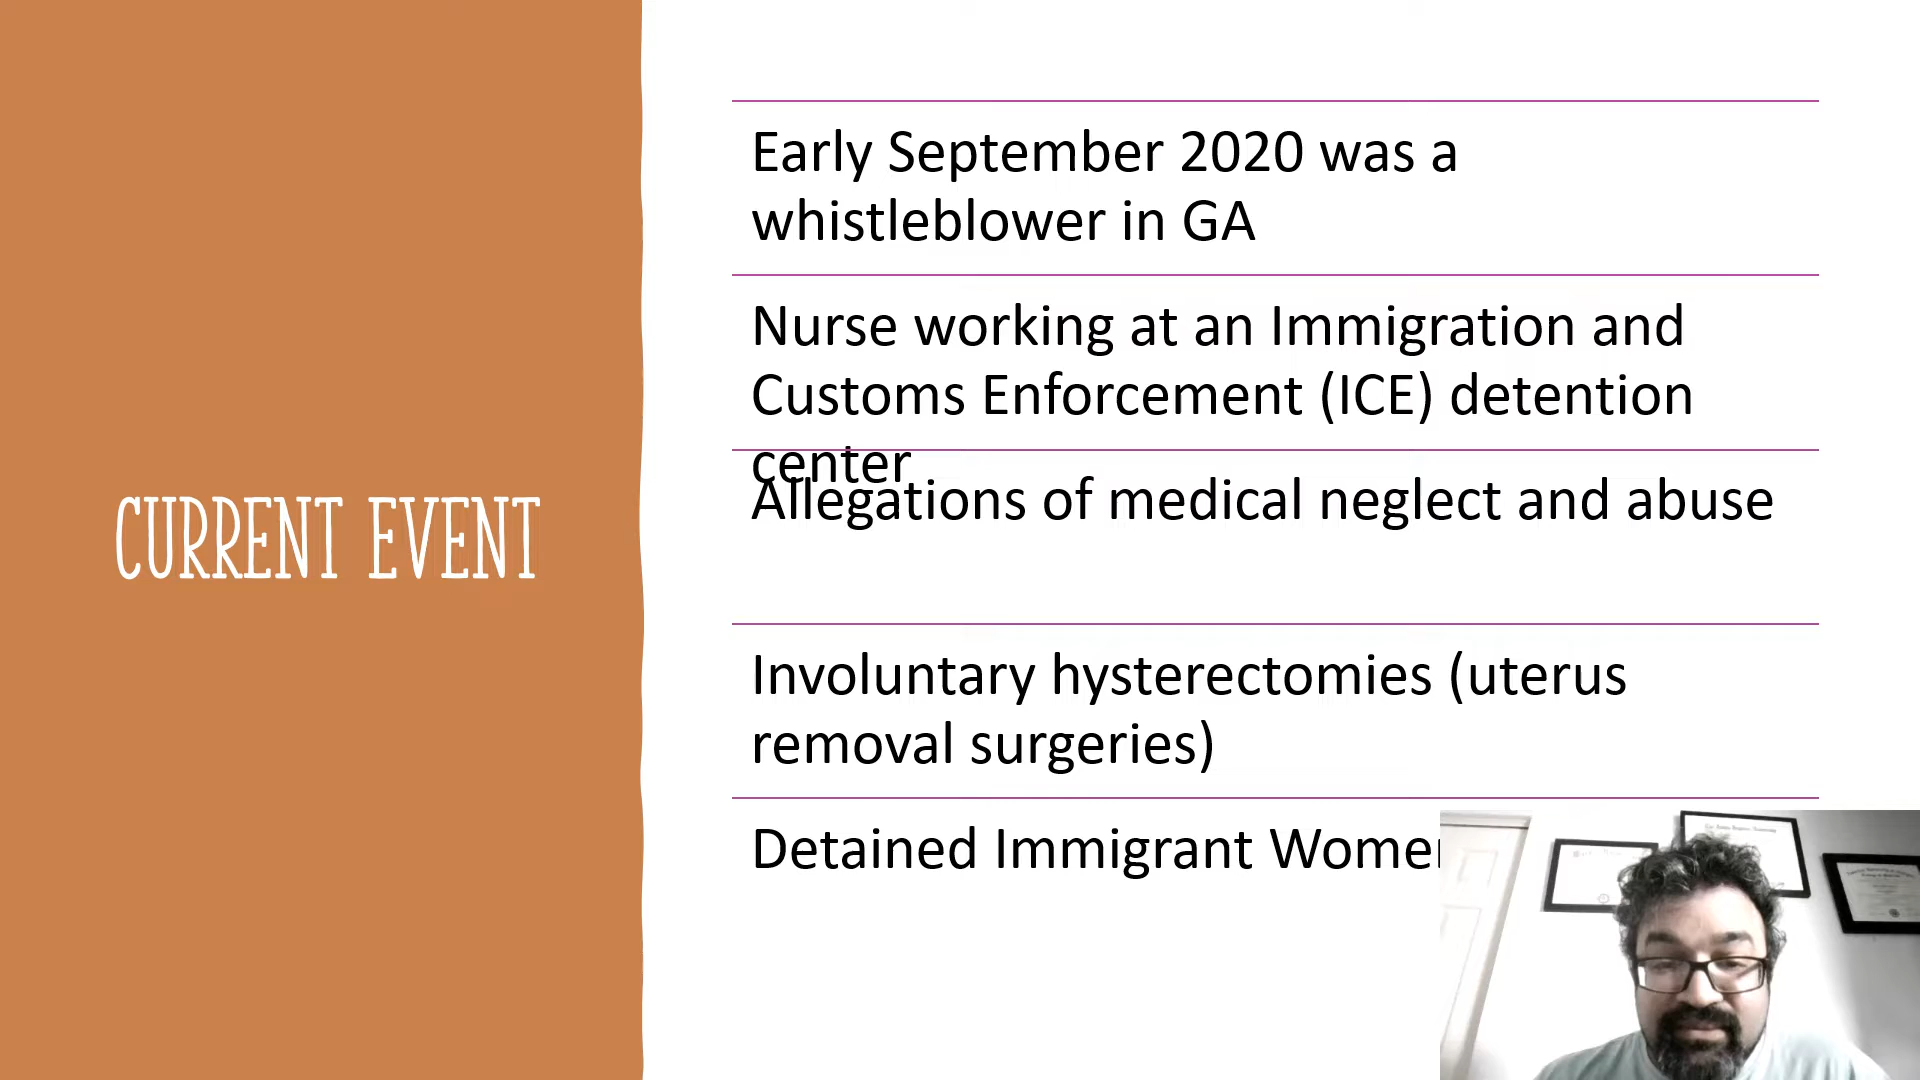 CURRENT EVENT
Early September 2020 was a
whistleblower in GA
Nurse working at an Immigration and
Customs Enforcement (ICE) detention
center
Allegations of medical neglect and abuse
Involuntary hysterectomies (uterus
removal surgeries)
Detained Immigrant